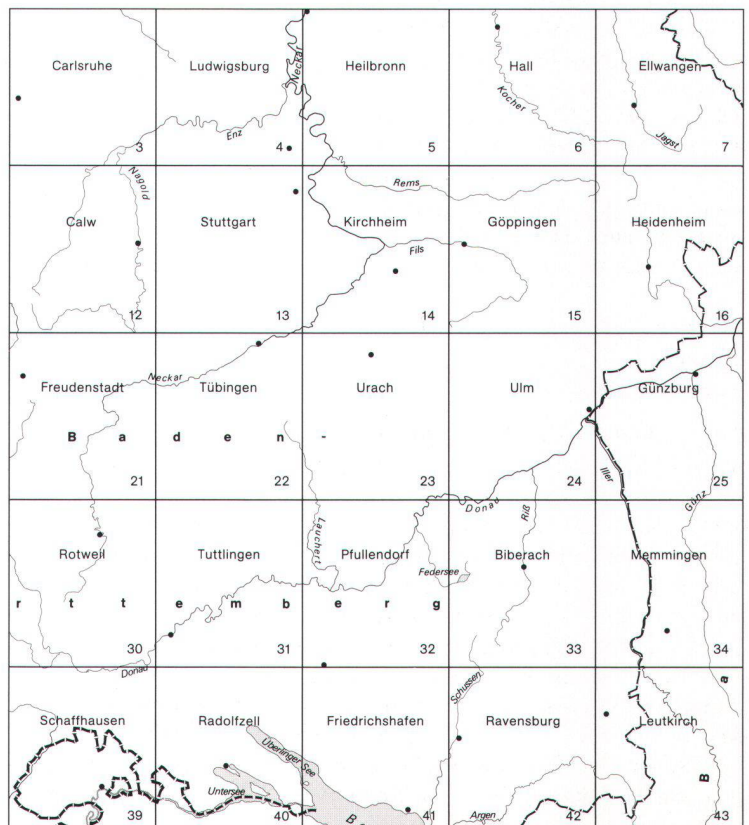 Carlsruhe
Ludwigsburg
Neckar
Heilbronn
Hall
Ellwangen
Kocher
Enz
Jagst
3
4
5
6
7
Nagold
Rems
Calw
Stuttgart
Kirchheim
Göppingen
Heidenheim
Fils
12
13
14
15
16
Neckar
Freudenstadt
Tübingen
Urach
Ulm
Günzburg
B a d e n -
21
22
23
24
Iller
25
Günz
Donau
Riß
Lauchert
Rotweil
Tuttlingen
Pfullendorf
Biberach
Memmingen
Federsee
r t t e m b e r g
30
31
32
33
34
Donau
Schussen
a
Schaffhausen
Radolfzell
Friedrichshafen
Ravensburg
Leutkirch
Überlinger See
B
Untersee
39
40
B
41
Argen
42
43